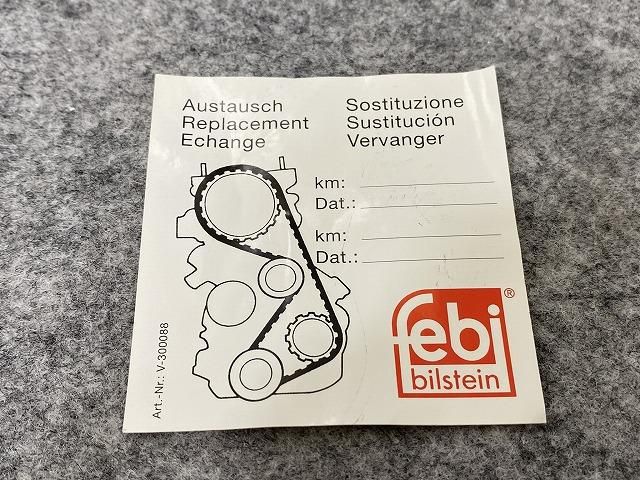 Austausch
Replacement
Echange
Sostituzione
Sustitución
Vervanger
km:
Dat.:
km:
Dat.:
febi®
bilstein
Art.-Nr.: V-300088